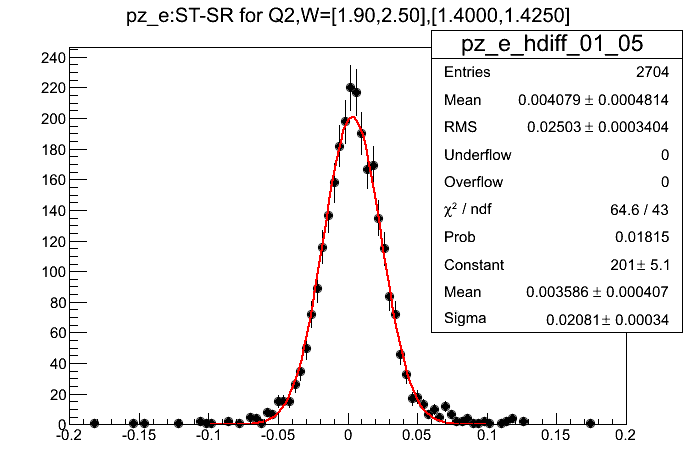 pz_e:ST-SR for Q2,W=[1.90,2.50],[1.4000,1.4250]
pz_e_hdiff_01_05
Entries 2704
Mean 0.004079 ± 0.0004814
RMS 0.02503 ± 0.0003404
Underflow 0
Overflow 0
χ² / ndf 64.6 / 43
Prob 0.01815
Constant 201 ± 5.1
Mean 0.003586 ± 0.000407
Sigma 0.02081 ± 0.00034
240
220
200
180
160
140
120
100
80
60
40
20
0
-0.2 -0.15 -0.1 -0.05 0 0.05 0.1 0.15 0.2